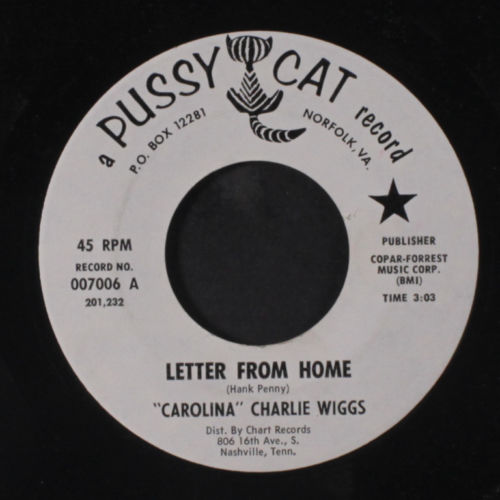 a PUSSY CAT record
P.O. BOX 12281
NORFOLK, VA.
45 RPM
RECORD NO.
007006 A
201,232
PUBLISHER
COPAR-FORREST
MUSIC CORP.
(BMI)
TIME 3:03
LETTER FROM HOME
(Hank Penny)
"CAROLINA" CHARLIE WIGGS
Dist. By Chart Records
806 16th Ave., S.
Nashville, Tenn.